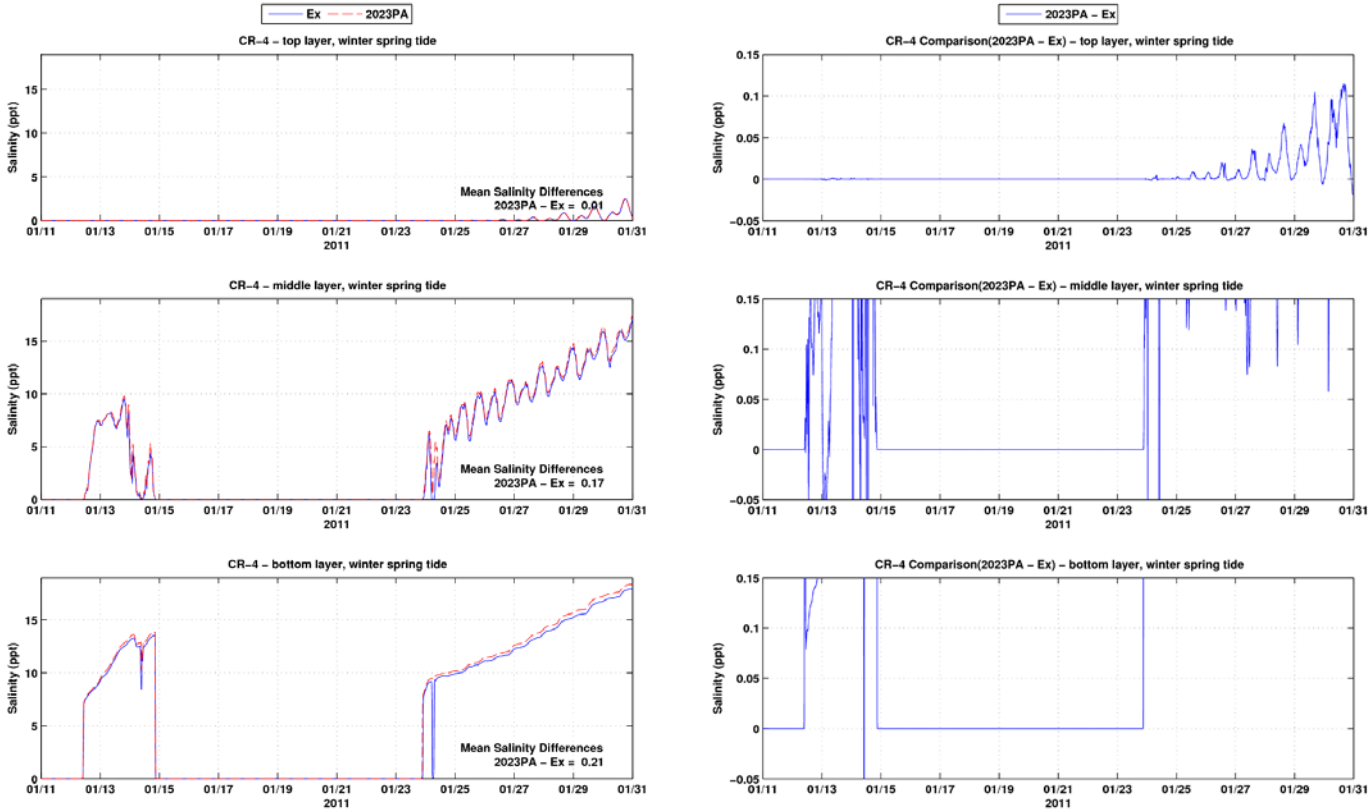 Ex 2023PA
CR−4 − top layer, winter spring tide
Salinity (ppt)
15
10
5
0
Mean Salinity Differences
2023PA − Ex = 0.01
01/11 01/13 01/15 01/17 01/19 01/21 01/23 01/25 01/27 01/29 01/31
2011
2023PA − Ex
CR−4 Comparison(2023PA − Ex) − top layer, winter spring tide
Salinity (ppt)
0.15
0.1
0.05
0
−0.05
01/11 01/13 01/15 01/17 01/19 01/21 01/23 01/25 01/27 01/29 01/31
2011
CR−4 − middle layer, winter spring tide
Salinity (ppt)
15
10
5
0
Mean Salinity Differences
2023PA − Ex = 0.17
01/11 01/13 01/15 01/17 01/19 01/21 01/23 01/25 01/27 01/29 01/31
2011
CR−4 Comparison(2023PA − Ex) − middle layer, winter spring tide
Salinity (ppt)
0.15
0.1
0.05
0
−0.05
01/11 01/13 01/15 01/17 01/19 01/21 01/23 01/25 01/27 01/29 01/31
2011
CR−4 − bottom layer, winter spring tide
Salinity (ppt)
15
10
5
0
Mean Salinity Differences
2023PA − Ex = 0.21
01/11 01/13 01/15 01/17 01/19 01/21 01/23 01/25 01/27 01/29 01/31
2011
CR−4 Comparison(2023PA − Ex) − bottom layer, winter spring tide
Salinity (ppt)
0.15
0.1
0.05
0
−0.05
01/11 01/13 01/15 01/17 01/19 01/21 01/23 01/25 01/27 01/29 01/31
2011